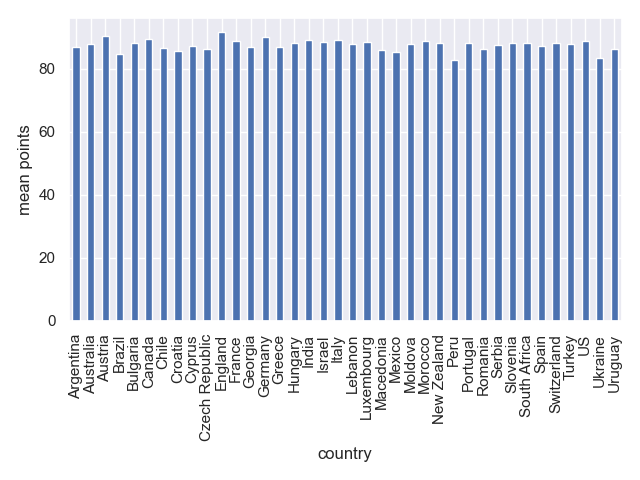 mean points
80
60
40
20
0
Argentina
Australia
Austria
Brazil
Bulgaria
Canada
Chile
Croatia
Cyprus
Czech Republic
England
France
Georgia
Germany
Greece
Hungary
India
Israel
Italy
Lebanon
Luxembourg
Macedonia
Mexico
Moldova
Morocco
New Zealand
Peru
Portugal
Romania
Serbia
Slovenia
South Africa
Spain
Switzerland
Turkey
US
Ukraine
Uruguay
country